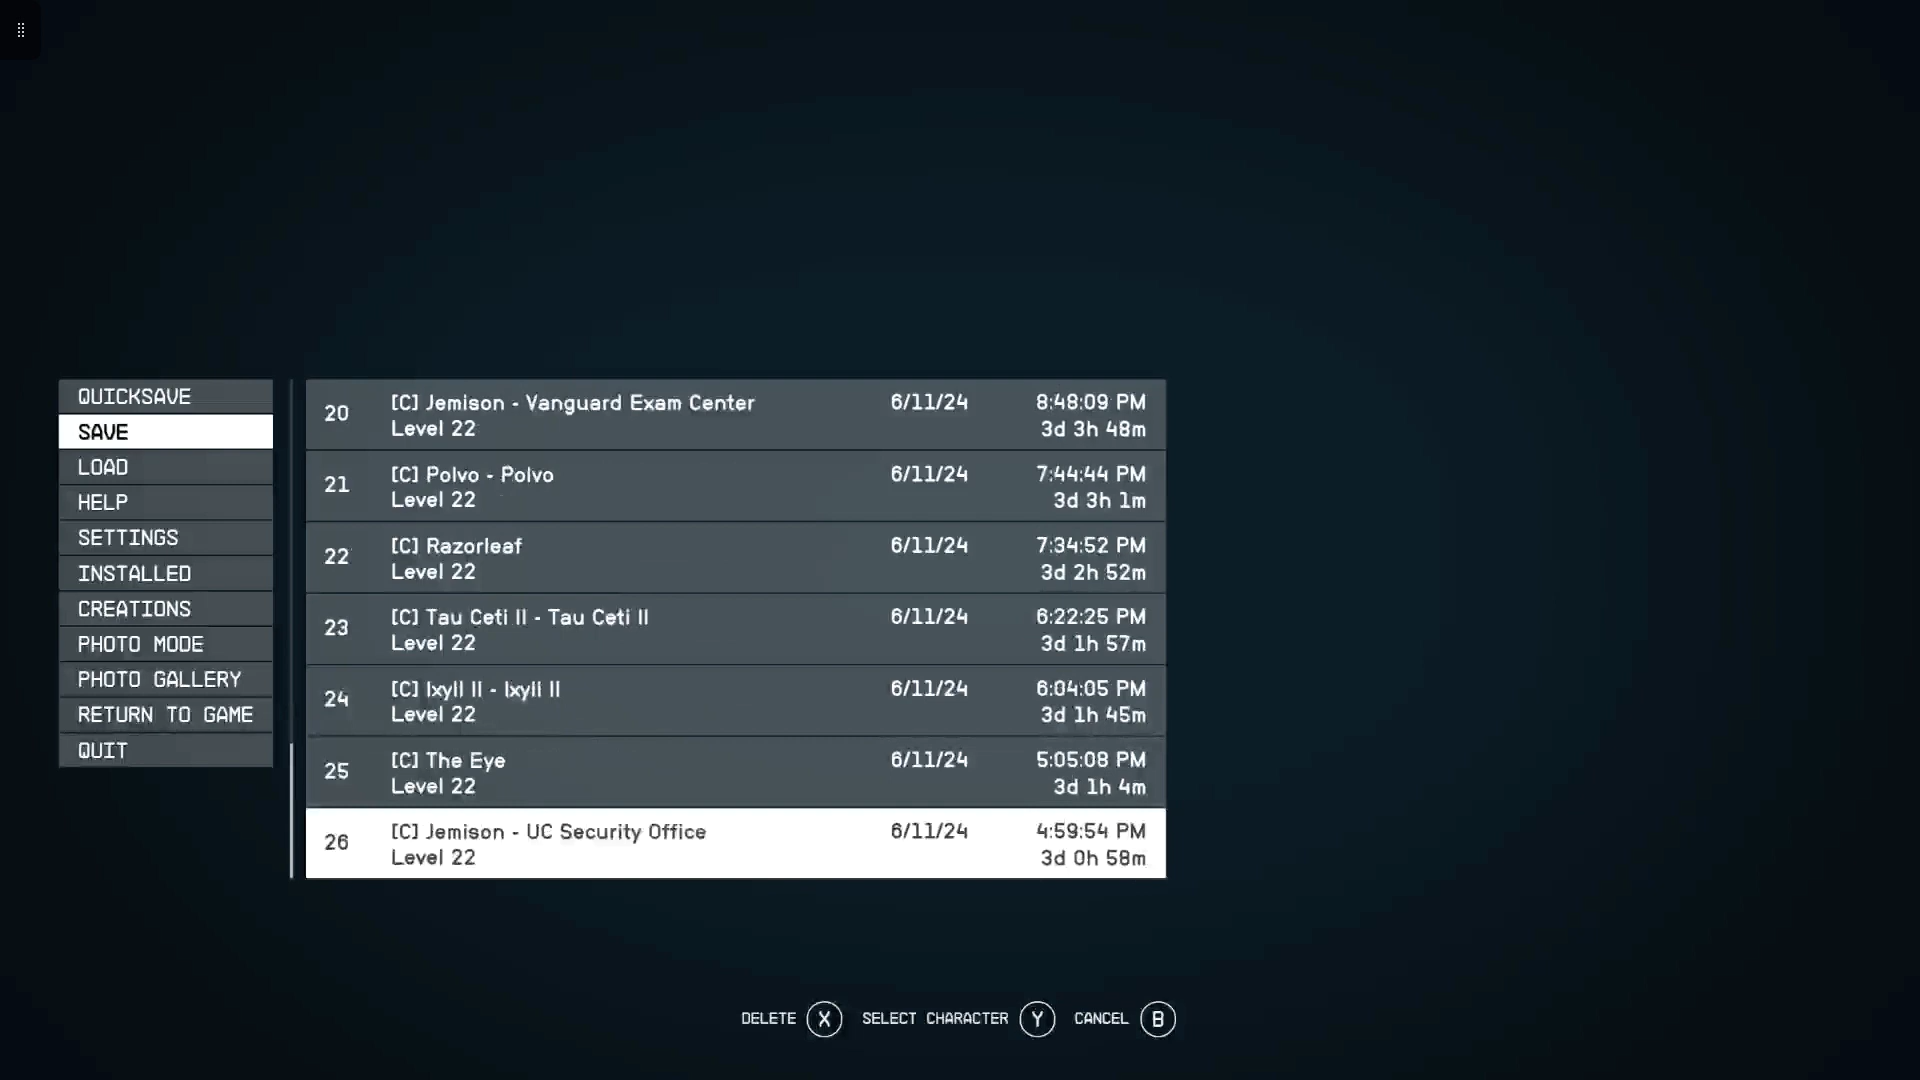 QUICKSAVE
SAVE
LOAD
HELP
SETTINGS
INSTALLED
CREATIONS
PHOTO MODE
PHOTO GALLERY
RETURN TO GAME
QUIT
20 [C] Jemison - Vanguard Exam Center 6/11/24 8:48:09 PM
Level 22 3d 3h 48m
21 [C] Polvo - Polvo 6/11/24 7:44:44 PM
Level 22 3d 3h 1m
22 [C] Razorleaf 6/11/24 7:34:52 PM
Level 22 3d 2h 52m
23 [C] Tau Ceti II - Tau Ceti II 6/11/24 6:22:25 PM
Level 22 3d 1h 57m
24 [C] Ixyll II - Ixyll II 6/11/24 6:04:05 PM
Level 22 3d 1h 45m
25 [C] The Eye 6/11/24 5:05:08 PM
Level 22 3d 1h 4m
26 [C] Jemison - UC Security Office 6/11/24 4:59:54 PM
Level 22 3d 0h 58m
DELETE X SELECT CHARACTER Y CANCEL B